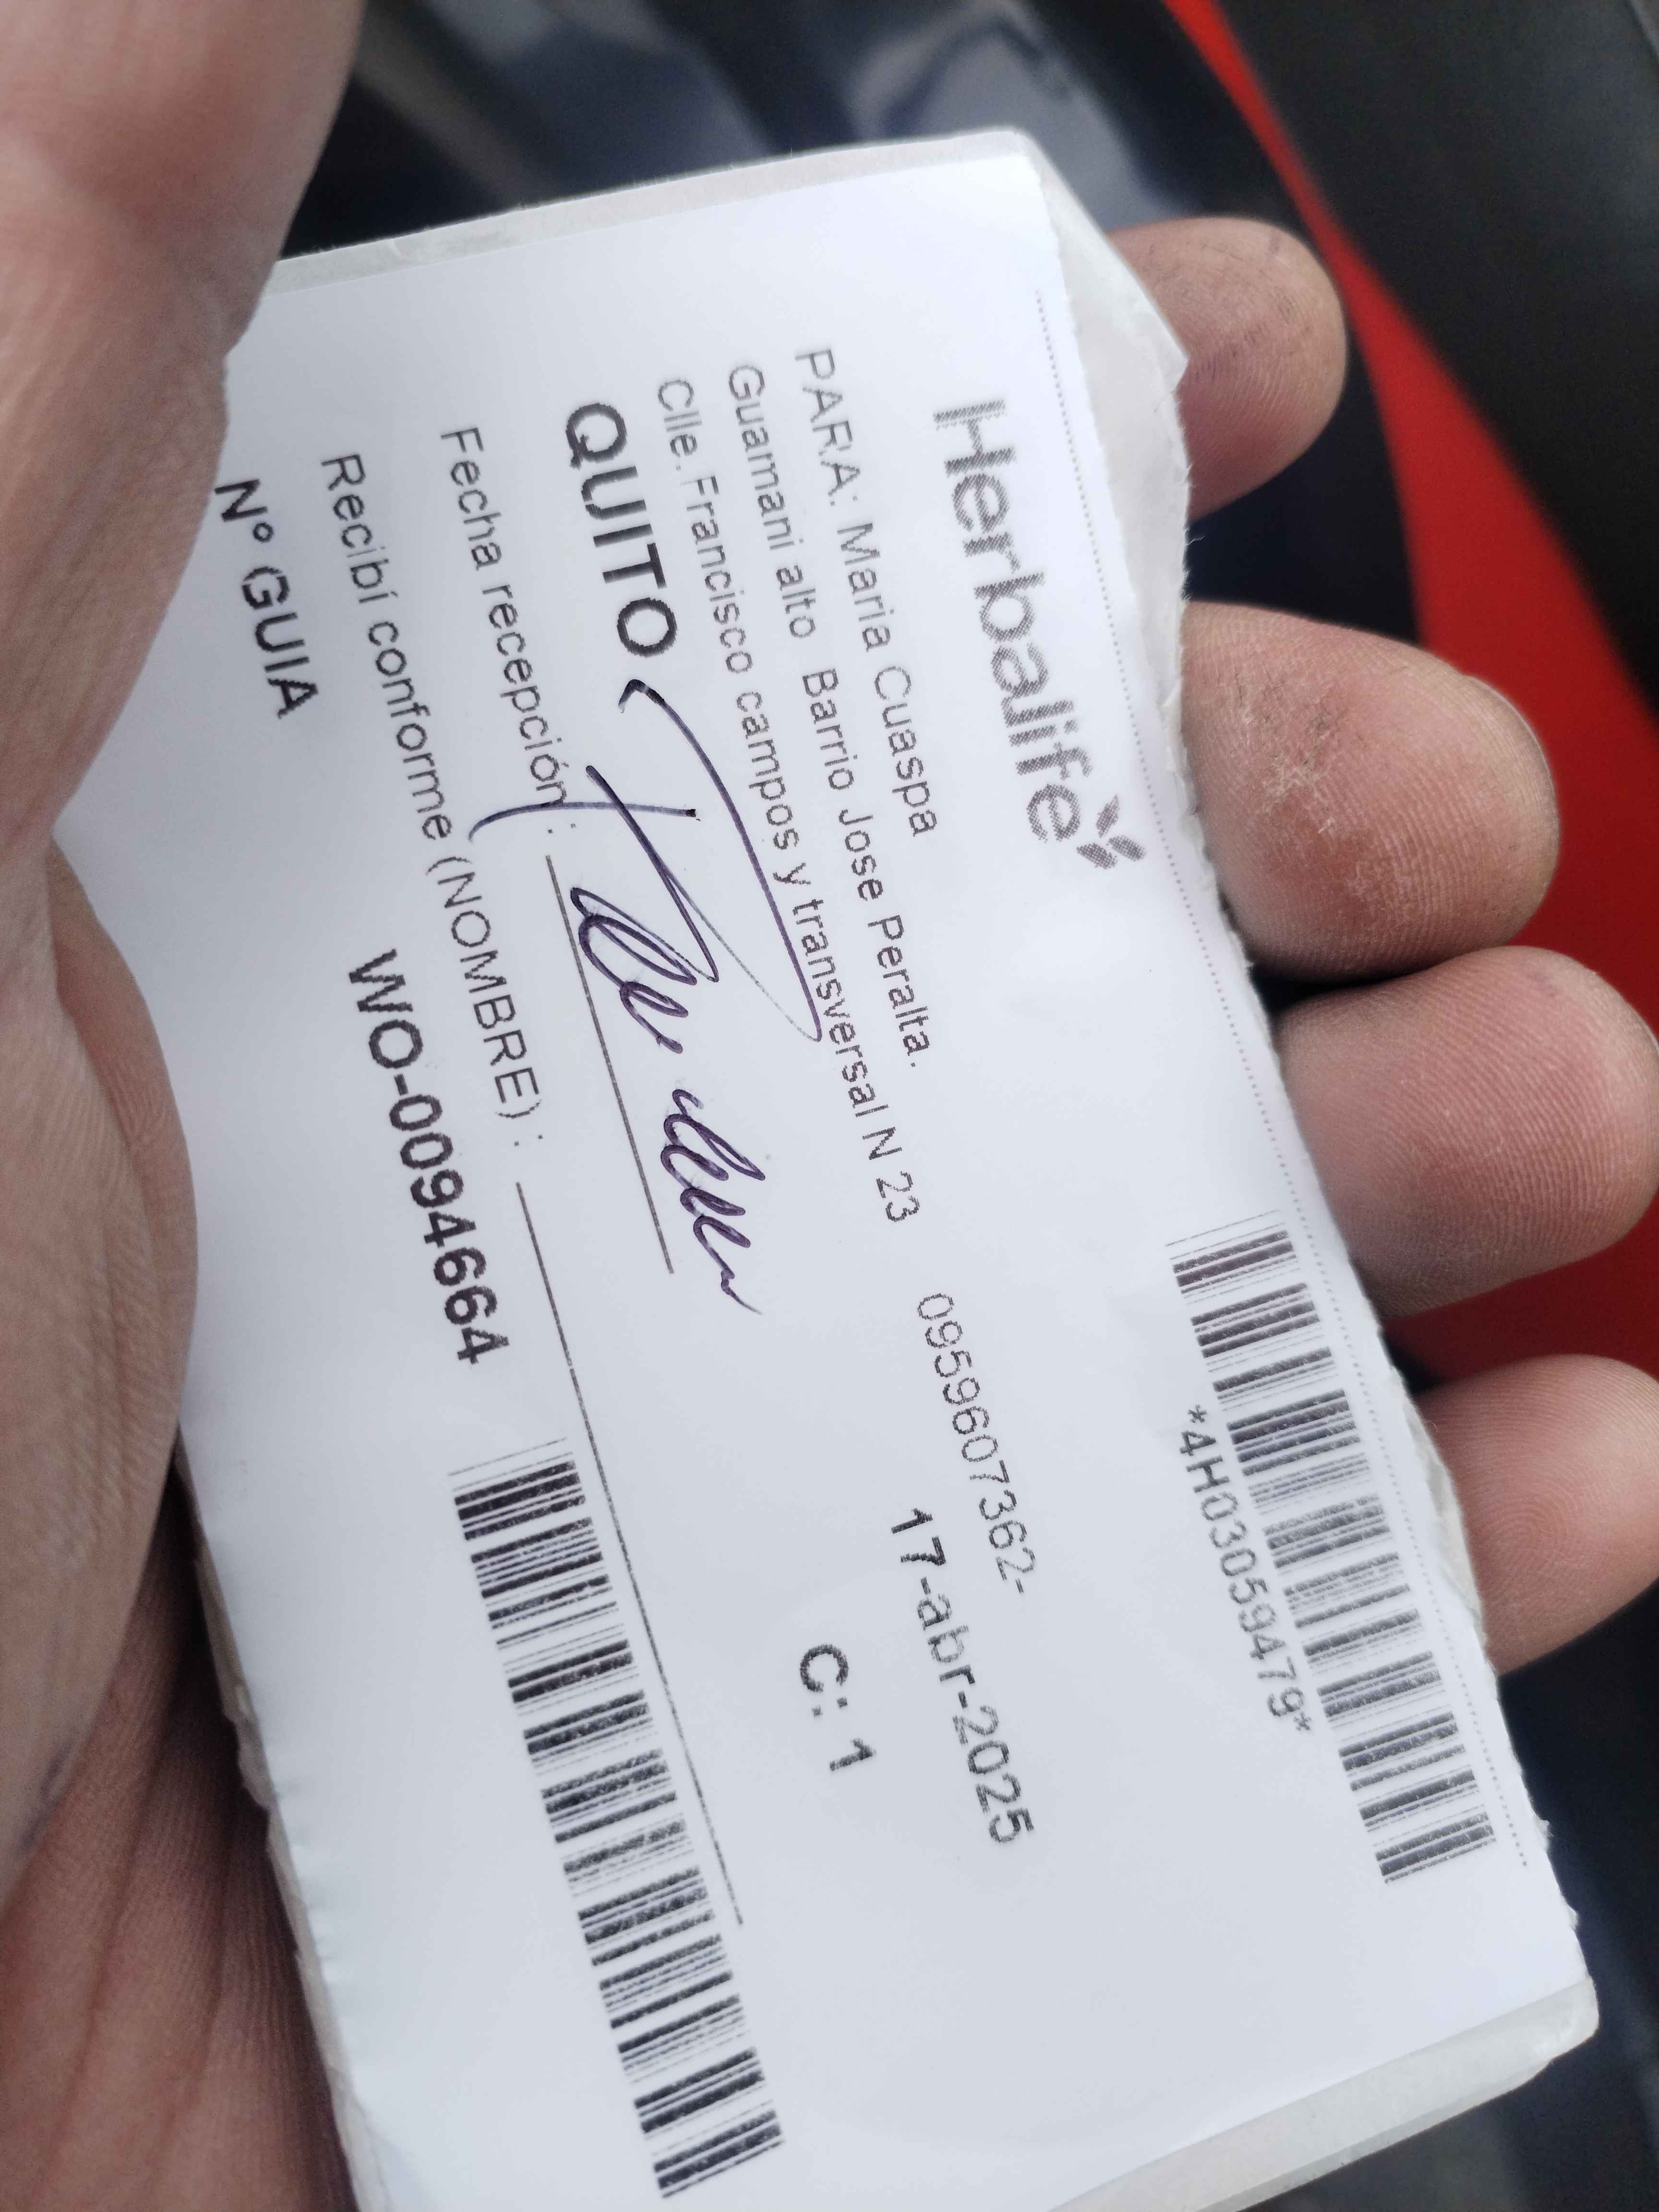 Herbalife
*4H03059479*
PARA: Maria Cuaspa
Guamani alto Barrio Jose Peralta.
Clle. Francisco campos y transversal N 23 0959607362-
QUITO 17-abr-2025
C: 1
Fecha recepción :
Recibí conforme (NOMBRE) :
Nº GUIA WO-0094664